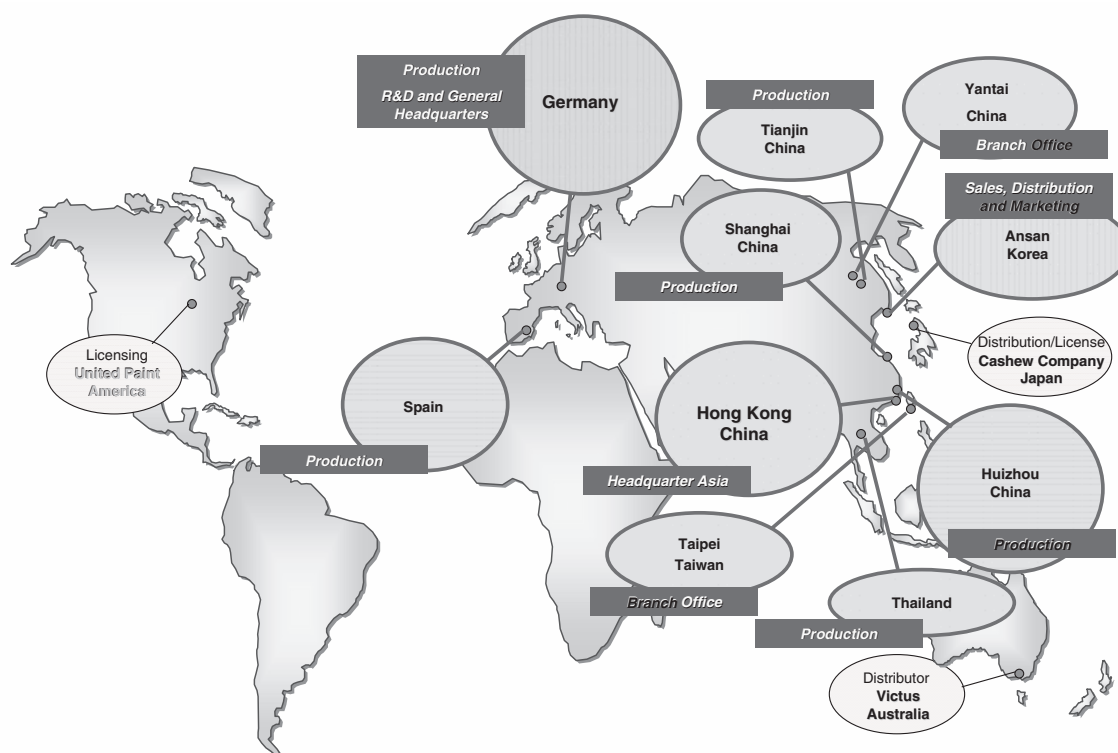 Production
R&D and General
Headquarters
Germany
Production
Tianjin
China
Yantai
China
Branch Office
Sales, Distribution
and Marketing
Ansan
Korea
Shanghai
China
Production
Licensing
United Paint
America
Distribution/License
Cashew Company
Japan
Spain
Production
Hong Kong
China
Headquarter Asia
Huizhou
China
Production
Taipei
Taiwan
Branch Office
Thailand
Production
Distributor
Victus
Australia